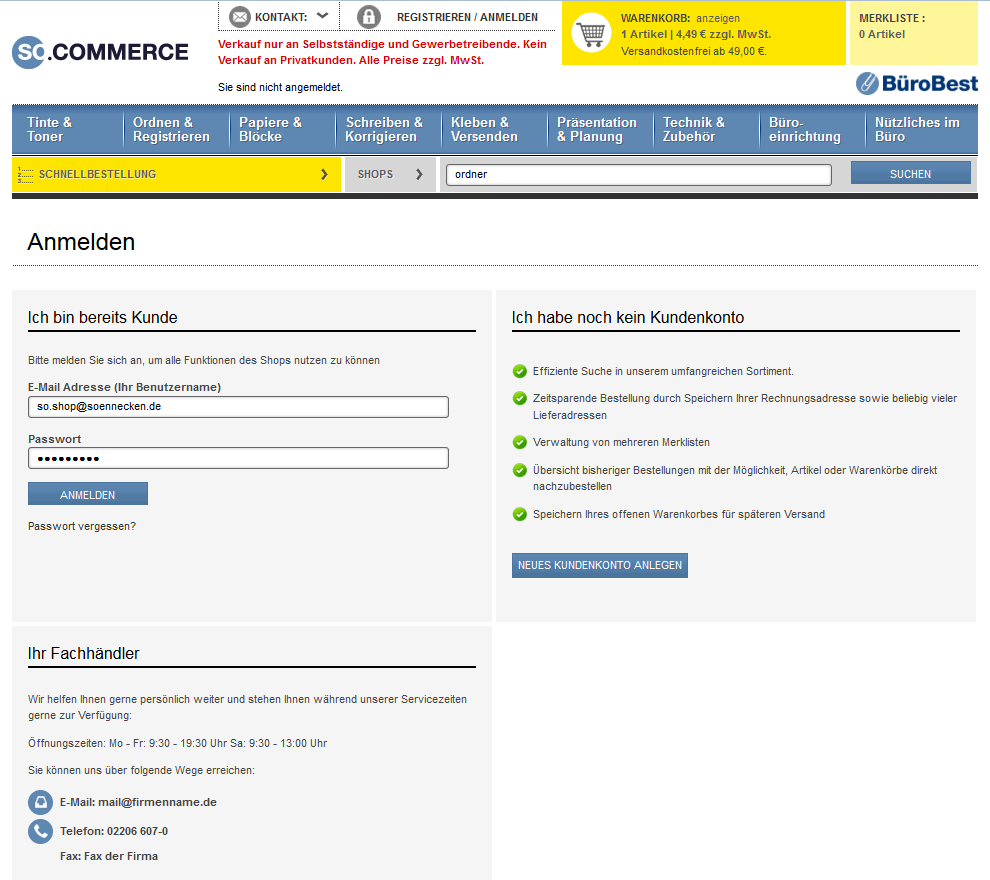 KONTAKT:
REGISTRIEREN / ANMELDEN
WARENKORB: anzeigen
1 Artikel | 4,49 € zzgl. MwSt.
Versandkostenfrei ab 49,00 €.
MERKLISTE :
0 Artikel
SO.COMMERCE
Verkauf nur an Selbstständige und Gewerbetreibende. Kein
Verkauf an Privatkunden. Alle Preise zzgl. MwSt.
Sie sind nicht angemeldet.
BüroBest
Tinte &
Toner
Ordnen &
Registrieren
Papiere &
Blöcke
Schreiben &
Korrigieren
Kleben &
Versenden
Präsentation
& Planung
Technik &
Zubehör
Büro-
einrichtung
Nützliches im
Büro
SCHNELLBESTELLUNG
SHOPS
ordner
SUCHEN
Anmelden
Ich bin bereits Kunde
Bitte melden Sie sich an, um alle Funktionen des Shops nutzen zu können
E-Mail Adresse (Ihr Benutzername)
so.shop@soennecken.de
Passwort
•••••••••
ANMELDEN
Passwort vergessen?
Ich habe noch kein Kundenkonto
Effiziente Suche in unserem umfangreichen Sortiment.
Zeitsparende Bestellung durch Speichern Ihrer Rechnungsadresse sowie beliebig vieler
Lieferadressen
Verwaltung von mehreren Merklisten
Übersicht bisheriger Bestellungen mit der Möglichkeit, Artikel oder Warenkörbe direkt
nachzubestellen
Speichern Ihres offenen Warenkorbes für späteren Versand
NEUES KUNDENKONTO ANLEGEN
Ihr Fachhändler
Wir helfen Ihnen gerne persönlich weiter und stehen Ihnen während unserer Servicezeiten
gerne zur Verfügung:
Öffnungszeiten: Mo - Fr: 9:30 - 19:30 Uhr Sa: 9:30 - 13:00 Uhr
Sie können uns über folgende Wege erreichen:
E-Mail: mail@firmenname.de
Telefon: 02206 607-0
Fax: Fax der Firma